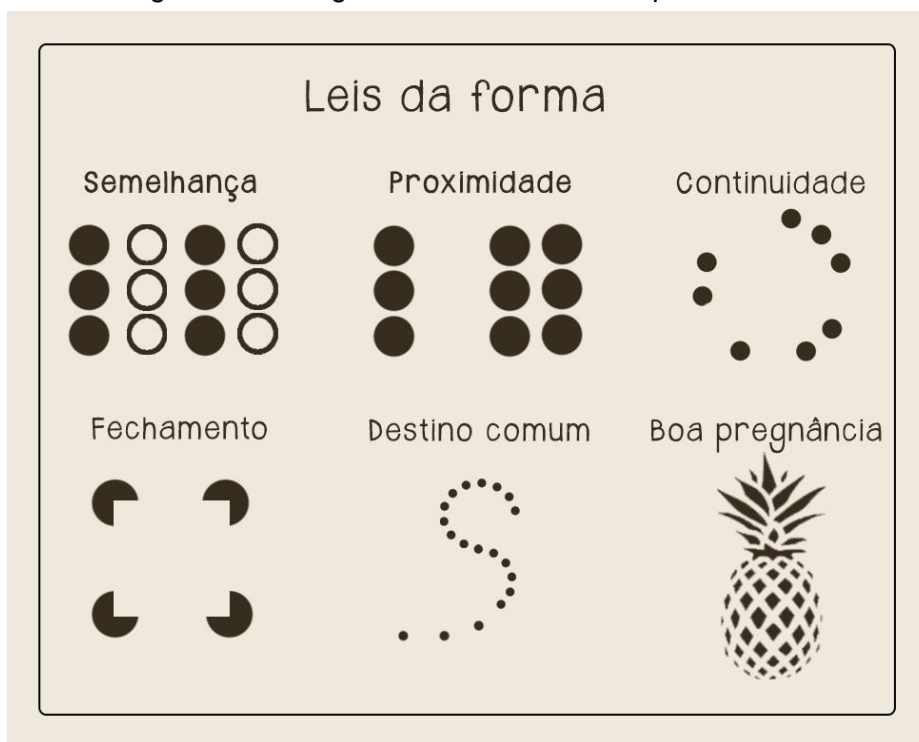 Leis da forma
Semelhança Proximidade Continuidade
Fechamento Destino comum Boa pregnância